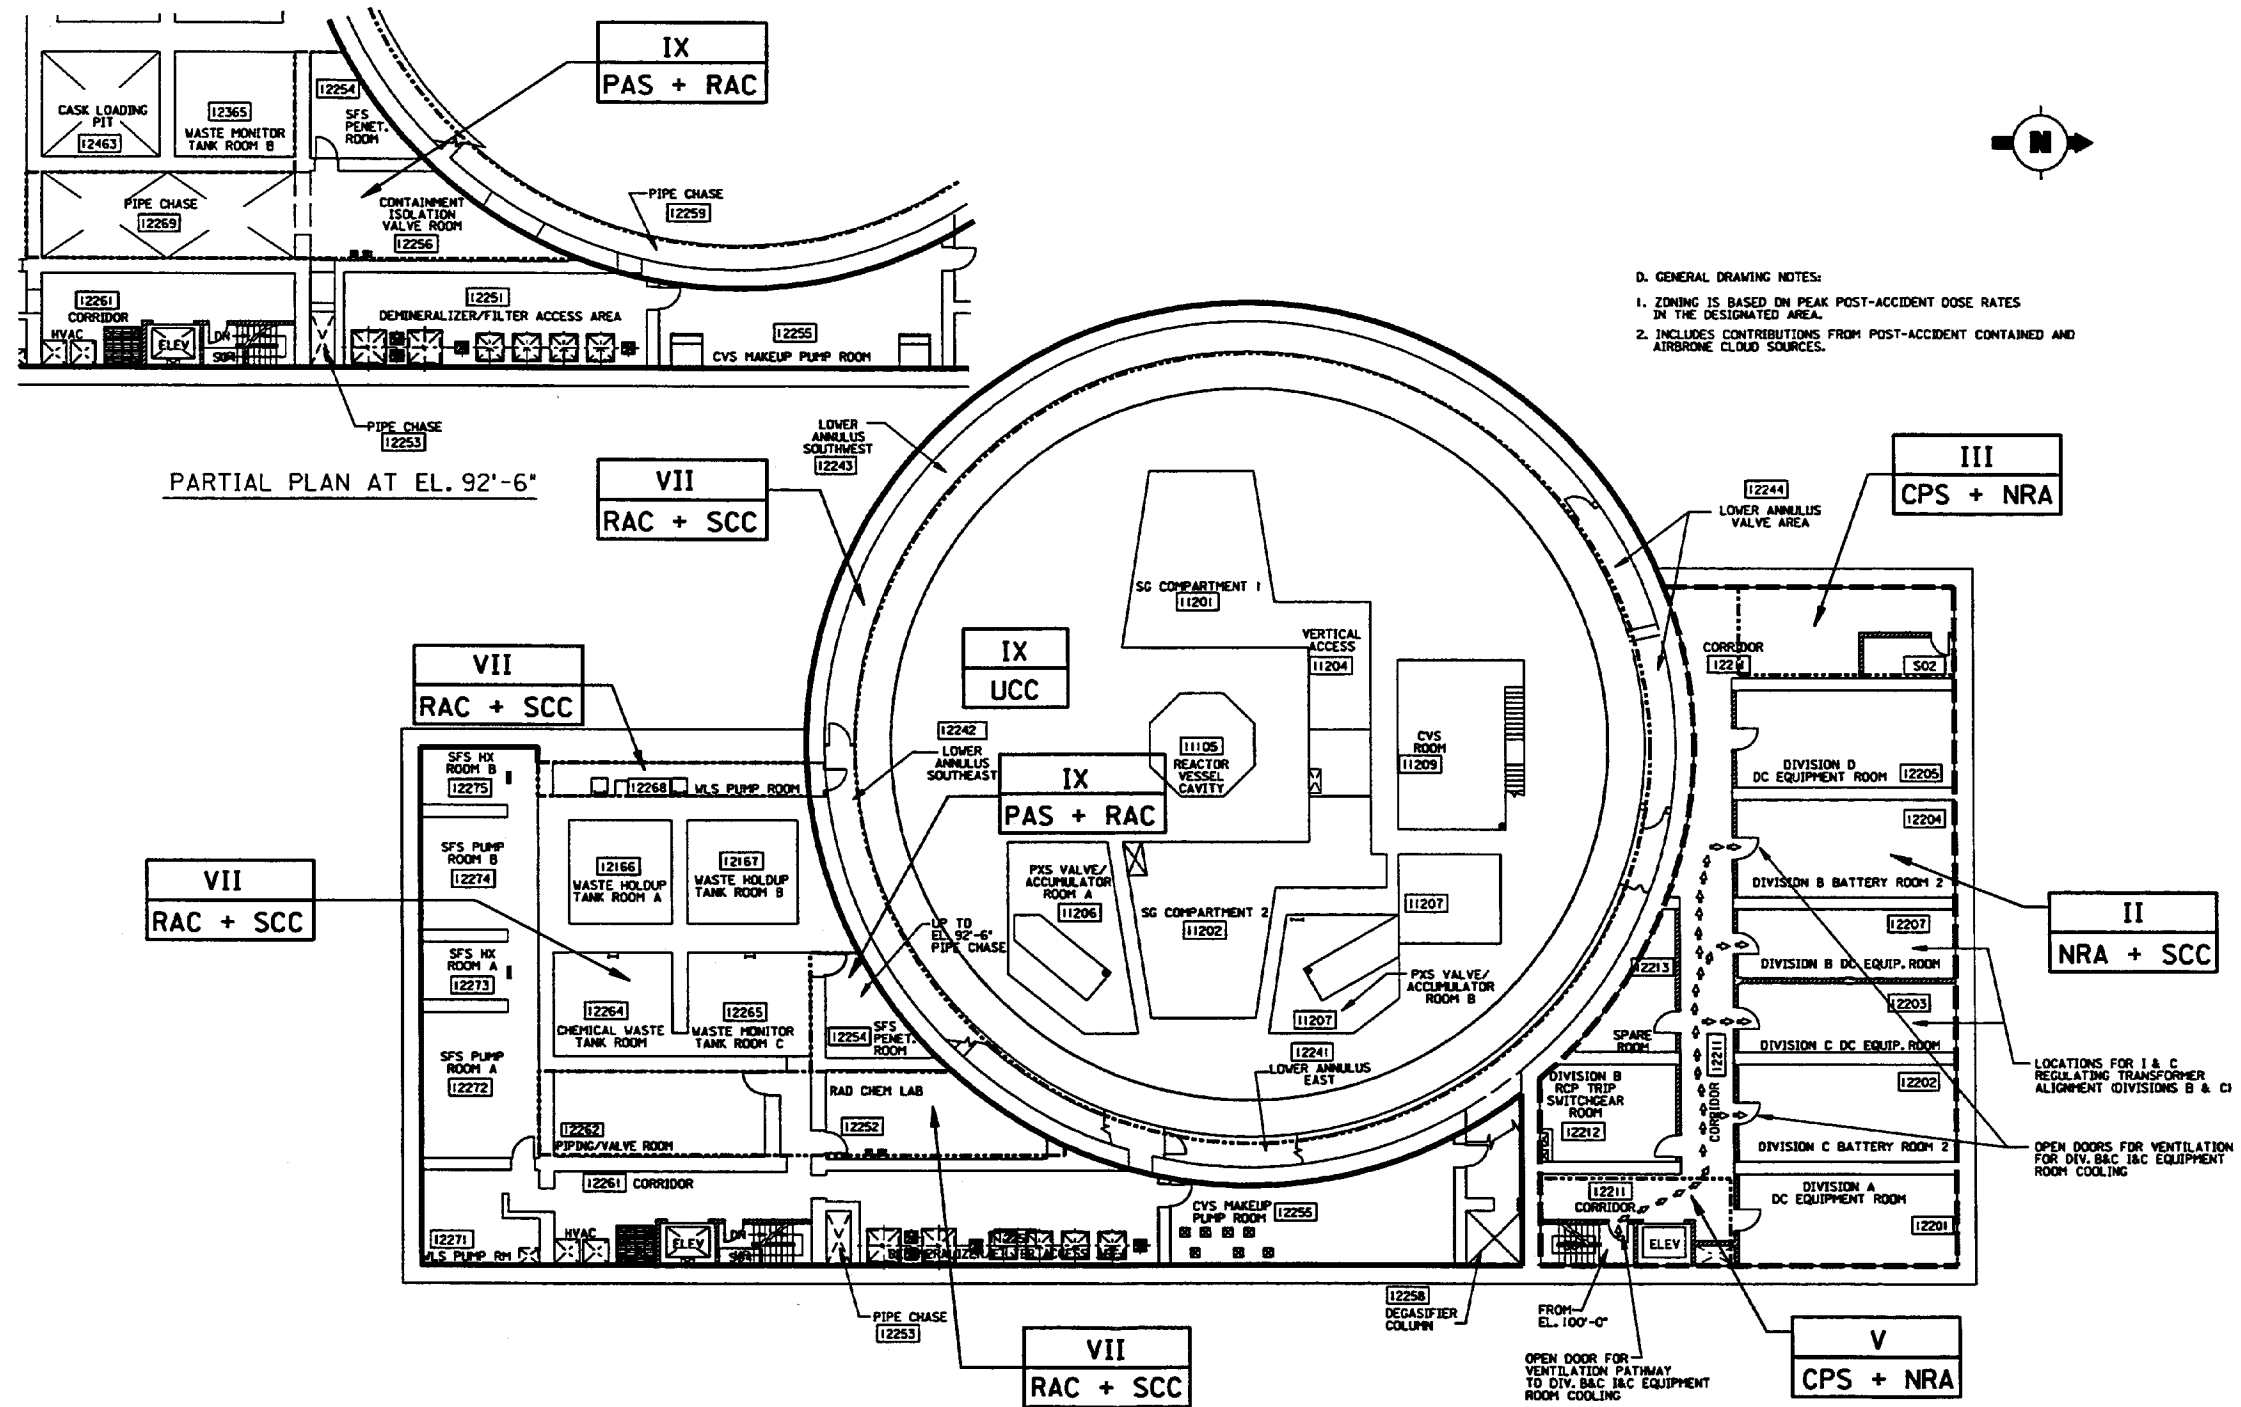 IX
PAS + RAC
12254
SFS
PENET.
ROOM
CASK LOADING
PIT
12463
12365
WASTE MONITOR
TANK ROOM B
PIPE CHASE
12269
CONTAINMENT
ISOLATION
VALVE ROOM
12256
PIPE CHASE
12259
12261
CORRIDOR
HVAC
ELEV
DN
12251
DEMINERALIZER/FILTER ACCESS AREA
12255
CVS MAKEUP PUMP ROOM
PIPE CHASE
12253
PARTIAL PLAN AT EL. 92'-6"
N
D. GENERAL DRAWING NOTES:
1. ZONING IS BASED ON PEAK POST-ACCIDENT DOSE RATES
IN THE DESIGNATED AREA.
2. INCLUDES CONTRIBUTIONS FROM POST-ACCIDENT CONTAINED AND
AIRBRONE CLOUD SOURCES.
LOWER
ANNULUS
SOUTHWEST
12243
VII
RAC + SCC
III
CPS + NRA
12244
LOWER ANNULUS
VALVE AREA
SG COMPARTMENT 1
11201
VERTICAL
ACCESS
11204
CORRIDOR
S02
IX
UCC
VII
RAC + SCC
12242
LOWER
ANNULUS
SOUTHEAST
11105
REACTOR
VESSEL
CAVITY
CVS
ROOM
11209
IX
PAS + RAC
SFS HX
ROOM B
12275
12268
WLS PUMP ROOM
DIVISION D
DC EQUIPMENT ROOM
12205
12204
DIVISION B BATTERY ROOM 2
SFS PUMP
ROOM B
12274
12166
WASTE HOLDUP
TANK ROOM A
12167
WASTE HOLDUP
TANK ROOM B
VII
RAC + SCC
PXS VALVE/
ACCUMULATOR
ROOM A
11206
SG COMPARTMENT 2
11202
11207
II
NRA + SCC
12207
DIVISION B DC EQUIP. ROOM
UP TO
EL. 92'-6"
PIPE CHASE
SFS HX
ROOM A
12273
12213
PXS VALVE/
ACCUMULATOR
ROOM B
11207
12264
CHEMICAL WASTE
TANK ROOM
12265
WASTE MONITOR
TANK ROOM C
12254
SFS
PENET.
ROOM
SPARE
ROOM
12203
DIVISION C DC EQUIP. ROOM
12211
CORRIDOR
SFS PUMP
ROOM A
12272
12241
LOWER ANNULUS
EAST
DIVISION B
RCP TRIP
SWITCHGEAR
ROOM
12212
12202
DIVISION C BATTERY ROOM 2
LOCATIONS FOR I & C
REGULATING TRANSFORMER
ALIGNMENT (DIVISIONS B & C)
RAD CHEM LAB
12252
12262
PIPING/VALVE ROOM
OPEN DOORS FOR VENTILATION
FOR DIV. B&C I&C EQUIPMENT
ROOM COOLING
12261 CORRIDOR
12211
CORRIDOR
DIVISION A
DC EQUIPMENT ROOM
12201
CVS MAKEUP
PUMP ROOM
12255
12271
WLS PUMP RM
HVAC
ELEV
DN
ELEV
PIPE CHASE
12253
12258
DEGASIFIER
COLUMN
FROM
EL. 100'-0"
OPEN DOOR FOR
VENTILATION PATHWAY
TO DIV. B&C I&C EQUIPMENT
ROOM COOLING
VII
RAC + SCC
V
CPS + NRA